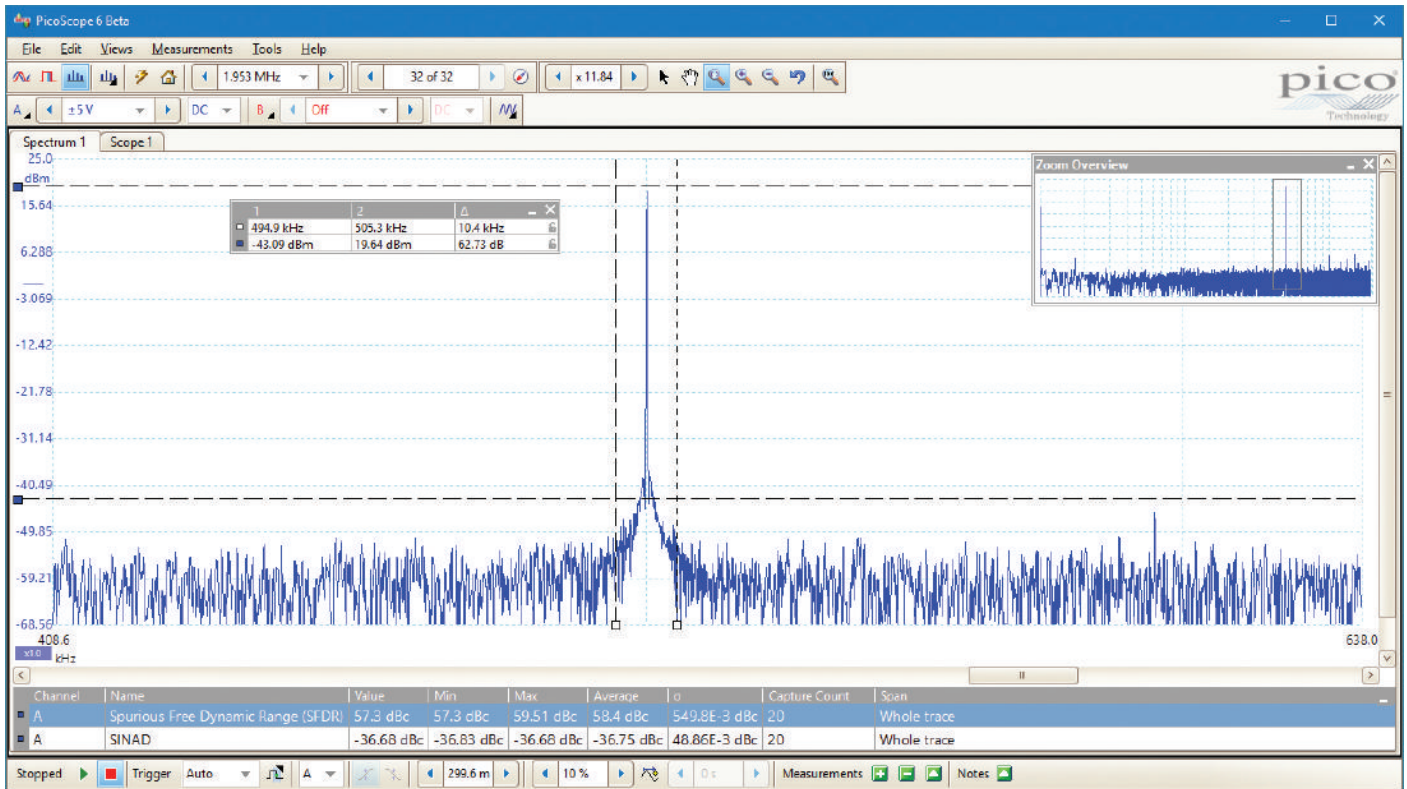 PicoScope 6 Beta
File Edit Views Measurements Tools Help
1.953 MHz 32 of 32 x 11.84
pico
Technology
A ±5 V DC B Off DC
Spectrum 1 Scope 1
25.0
dBm
15.64
6.288
-3.069
-12.42
-21.78
-31.14
-40.49
-49.85
-59.21
-68.56
1 2 Δ
494.9 kHz 505.3 kHz 10.4 kHz
-43.09 dBm 19.64 dBm 62.73 dB
Zoom Overview
408.6 638.0
x1.0 kHz
Channel Name Value Min Max Average σ Capture Count Span
A Spurious Free Dynamic Range (SFDR) 57.3 dBc 57.3 dBc 59.51 dBc 58.4 dBc 549.8E-3 dBc 20 Whole trace
A SINAD -36.68 dBc -36.83 dBc -36.68 dBc -36.75 dBc 48.86E-3 dBc 20 Whole trace
Stopped Trigger Auto A 299.6 m 10 % 0 s Measurements Notes